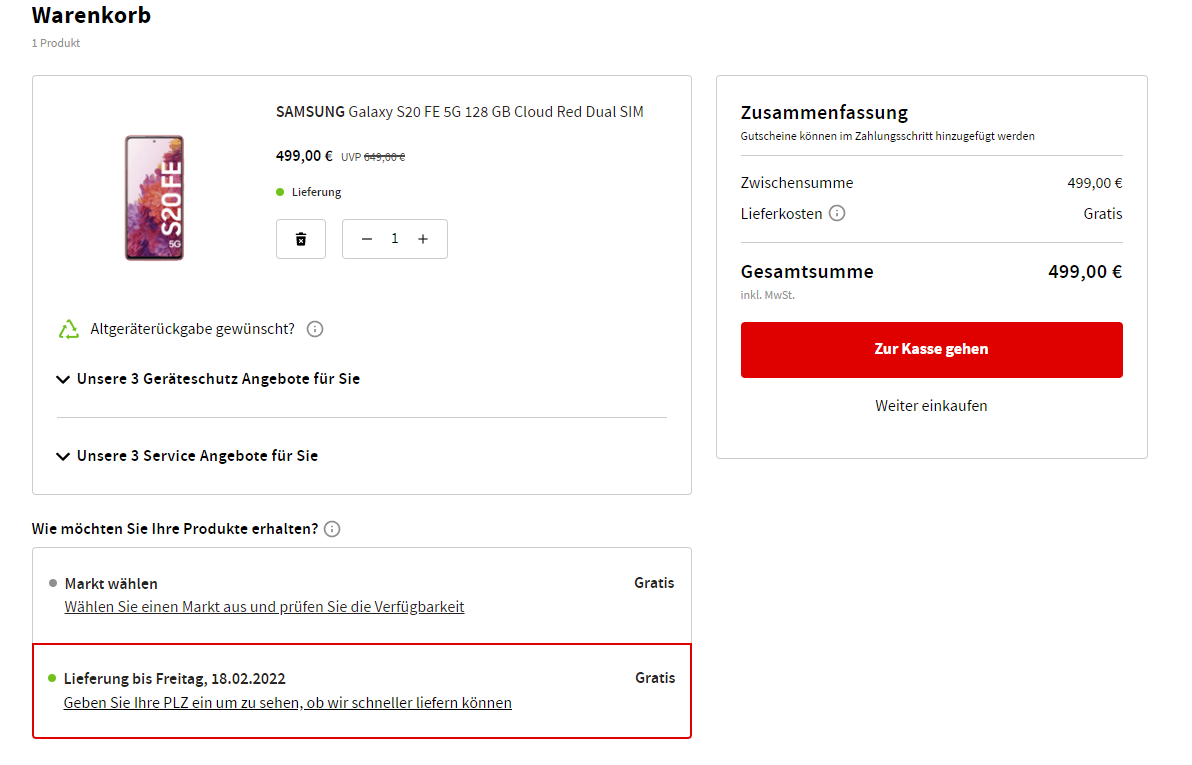 Warenkorb
1 Produkt
SAMSUNG Galaxy S20 FE 5G 128 GB Cloud Red Dual SIM
499,00 € UVP 649,00 €
Lieferung
1
S20 FE
5G
Altgeräterückgabe gewünscht?
Unsere 3 Geräteschutz Angebote für Sie
Unsere 3 Service Angebote für Sie
Zusammenfassung
Gutscheine können im Zahlungsschritt hinzugefügt werden
Zwischensumme 499,00 €
Lieferkosten Gratis
Gesamtsumme 499,00 €
inkl. MwSt.
Zur Kasse gehen
Weiter einkaufen
Wie möchten Sie Ihre Produkte erhalten?
Markt wählen Gratis
Wählen Sie einen Markt aus und prüfen Sie die Verfügbarkeit
Lieferung bis Freitag, 18.02.2022 Gratis
Geben Sie Ihre PLZ ein um zu sehen, ob wir schneller liefern können